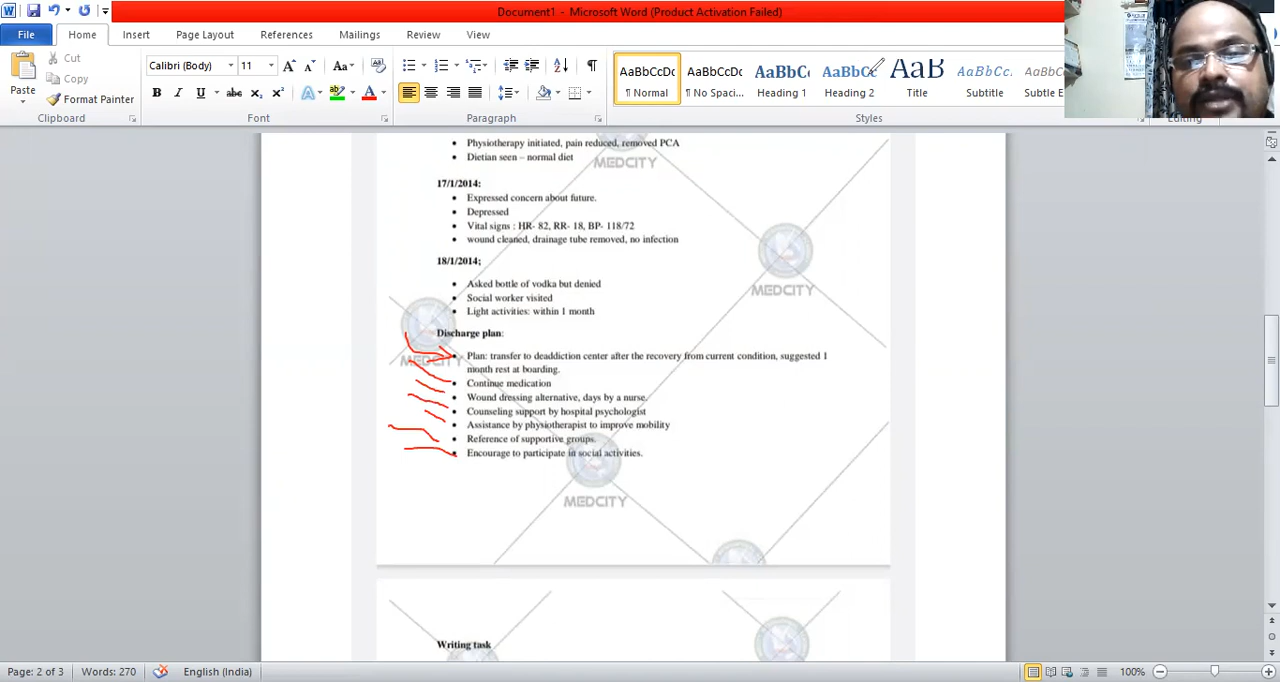 Document1 - Microsoft Word (Product Activation Failed)
File Home Insert Page Layout References Mailings Review View
Cut
Copy
Format Painter
Paste
Calibri (Body) 11
AaBbCcDc AaBbCcDc AaBbCc AaBbCc AaB AaBbCc. AaBbCc
¶ Normal ¶ No Spaci... Heading 1 Heading 2 Title Subtitle Subtle E
Clipboard Font Paragraph Styles Editing
• Physiotherapy initiated, pain reduced, removed PCA
• Dietian seen – normal diet
MEDCITY
17/1/2014:
• Expressed concern about future.
• Depressed
• Vital signs : HR- 82, RR- 18, BP- 118/72
• wound cleaned, drainage tube removed, no infection
18/1/2014;
• Asked bottle of vodka but denied
MEDCITY
• Social worker visited
• Light activities: within 1 month
Discharge plan:
MEDCITY
• Plan: transfer to deaddiction center after the recovery from current condition, suggested 1
month rest at boarding.
• Continue medication
• Wound dressing alternative, days by a nurse.
• Counseling support by hospital psychologist
• Assistance by physiotherapist to improve mobility
• Reference of supportive groups.
• Encourage to participate in social activities.
MEDCITY
Writing task
Page: 2 of 3 Words: 270 English (India) 100%